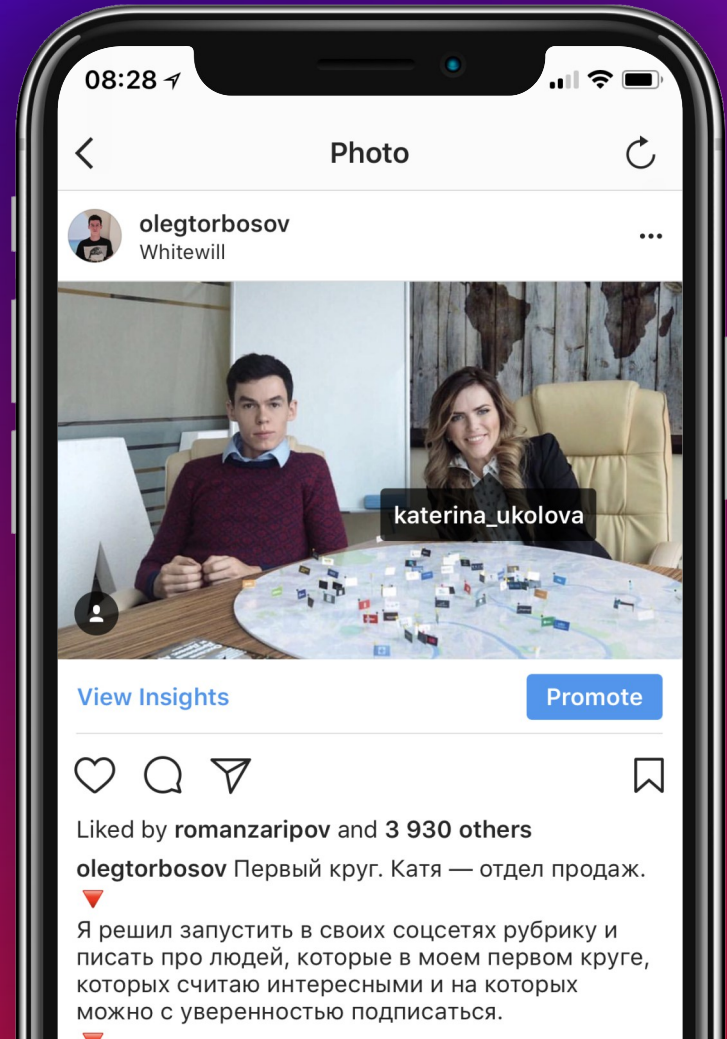 08:28
Photo
olegtorbosov
Whitewill
katerina_ukolova
View Insights
Promote
Liked by romanzaripov and 3 930 others
olegtorbosov Первый круг. Катя — отдел продаж.
Я решил запустить в своих соцсетях рубрику и
писать про людей, которые в моем первом круге,
которых считаю интересными и на которых
можно с уверенностью подписаться.